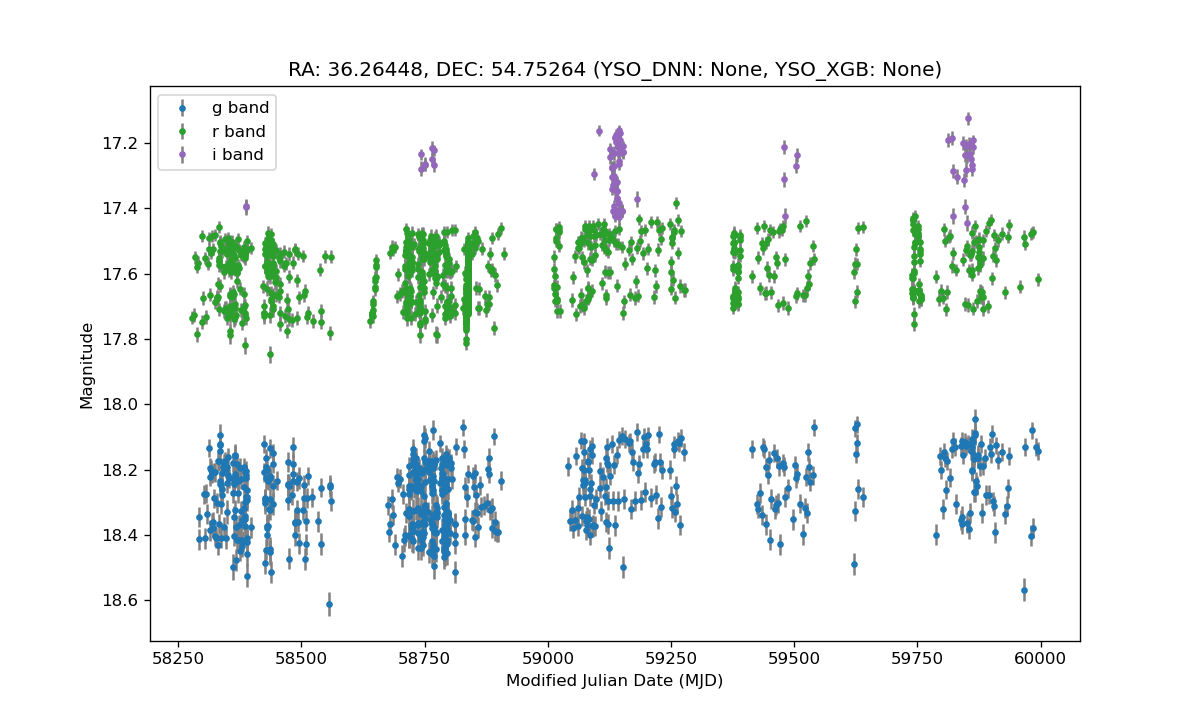 RA: 36.26448, DEC: 54.75264 (YSO_DNN: None, YSO_XGB: None)
g band
r band
i band
17.2
17.4
17.6
17.8
18.0
18.2
18.4
18.6
Magnitude
58250 58500 58750 59000 59250 59500 59750 60000
Modified Julian Date (MJD)